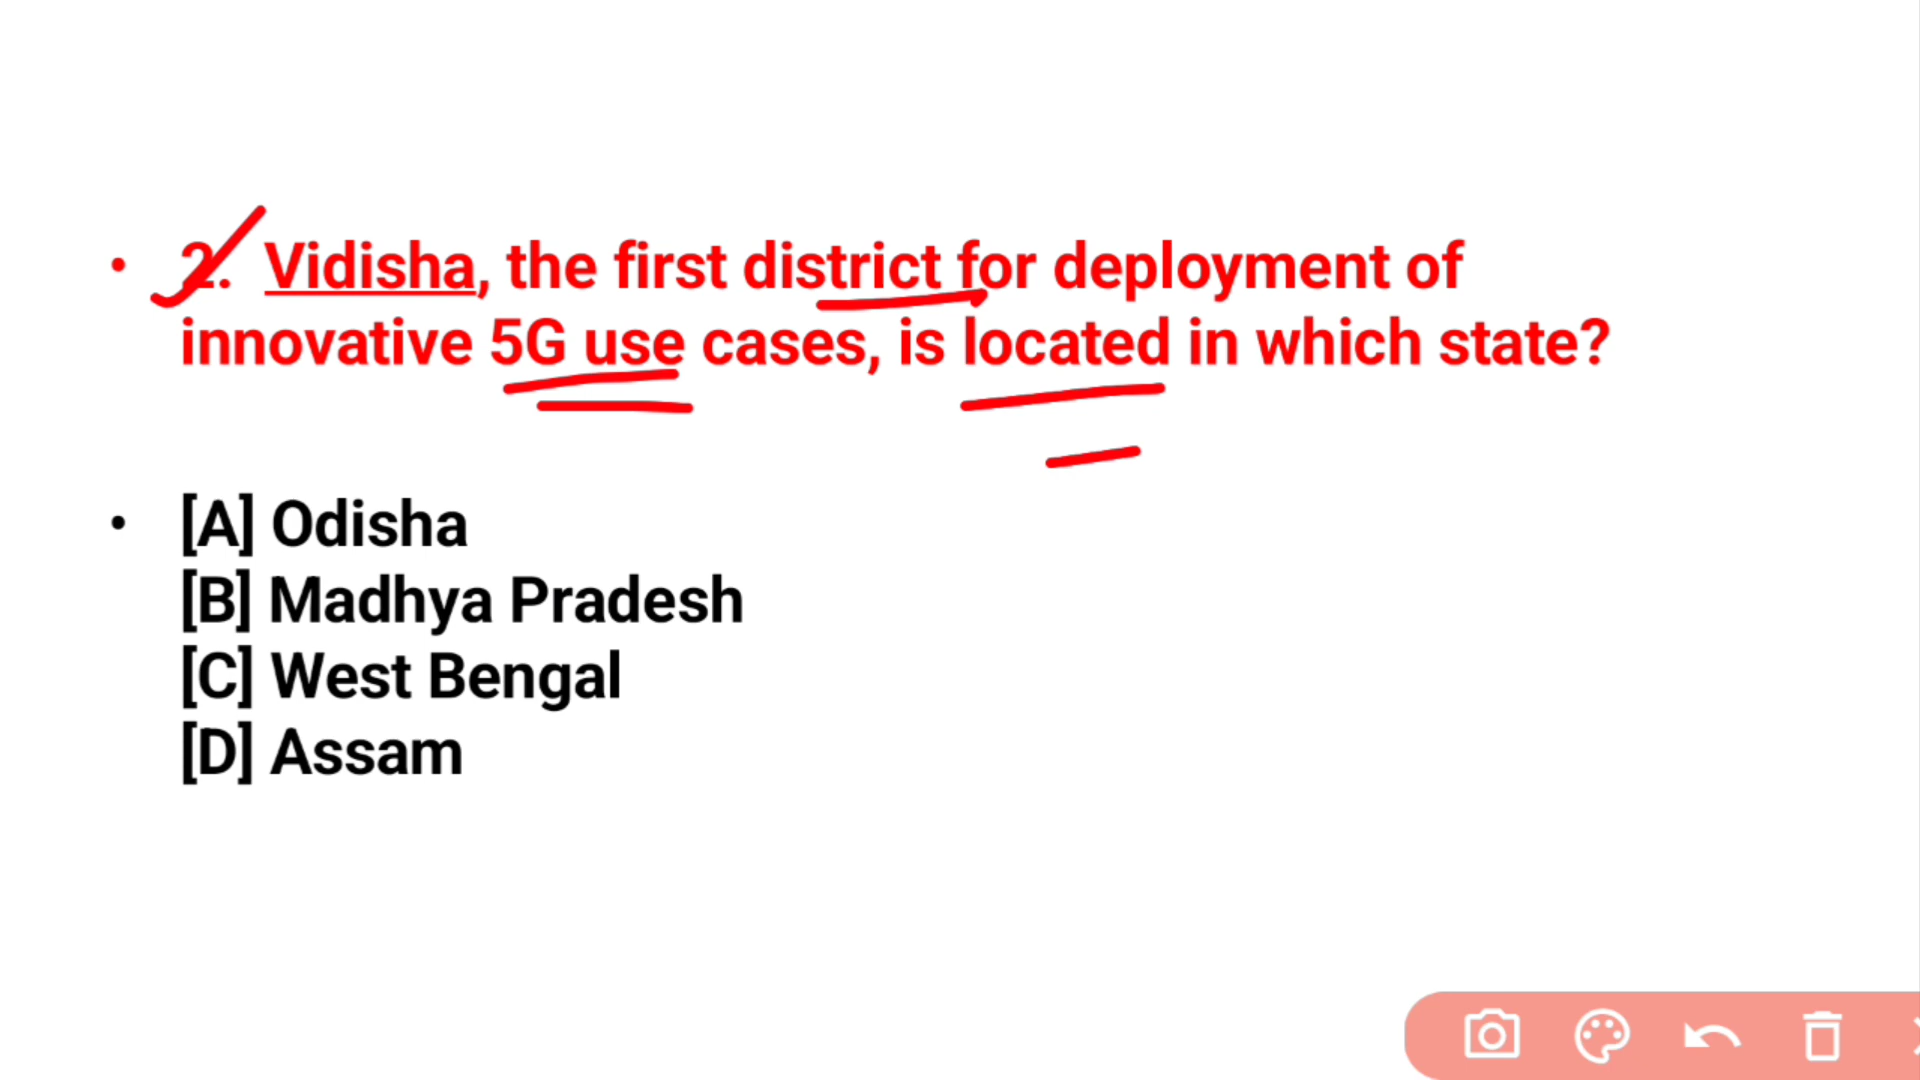 • 2. Vidisha, the first district for deployment of
innovative 5G use cases, is located in which state?
• [A] Odisha
[B] Madhya Pradesh
[C] West Bengal
[D] Assam